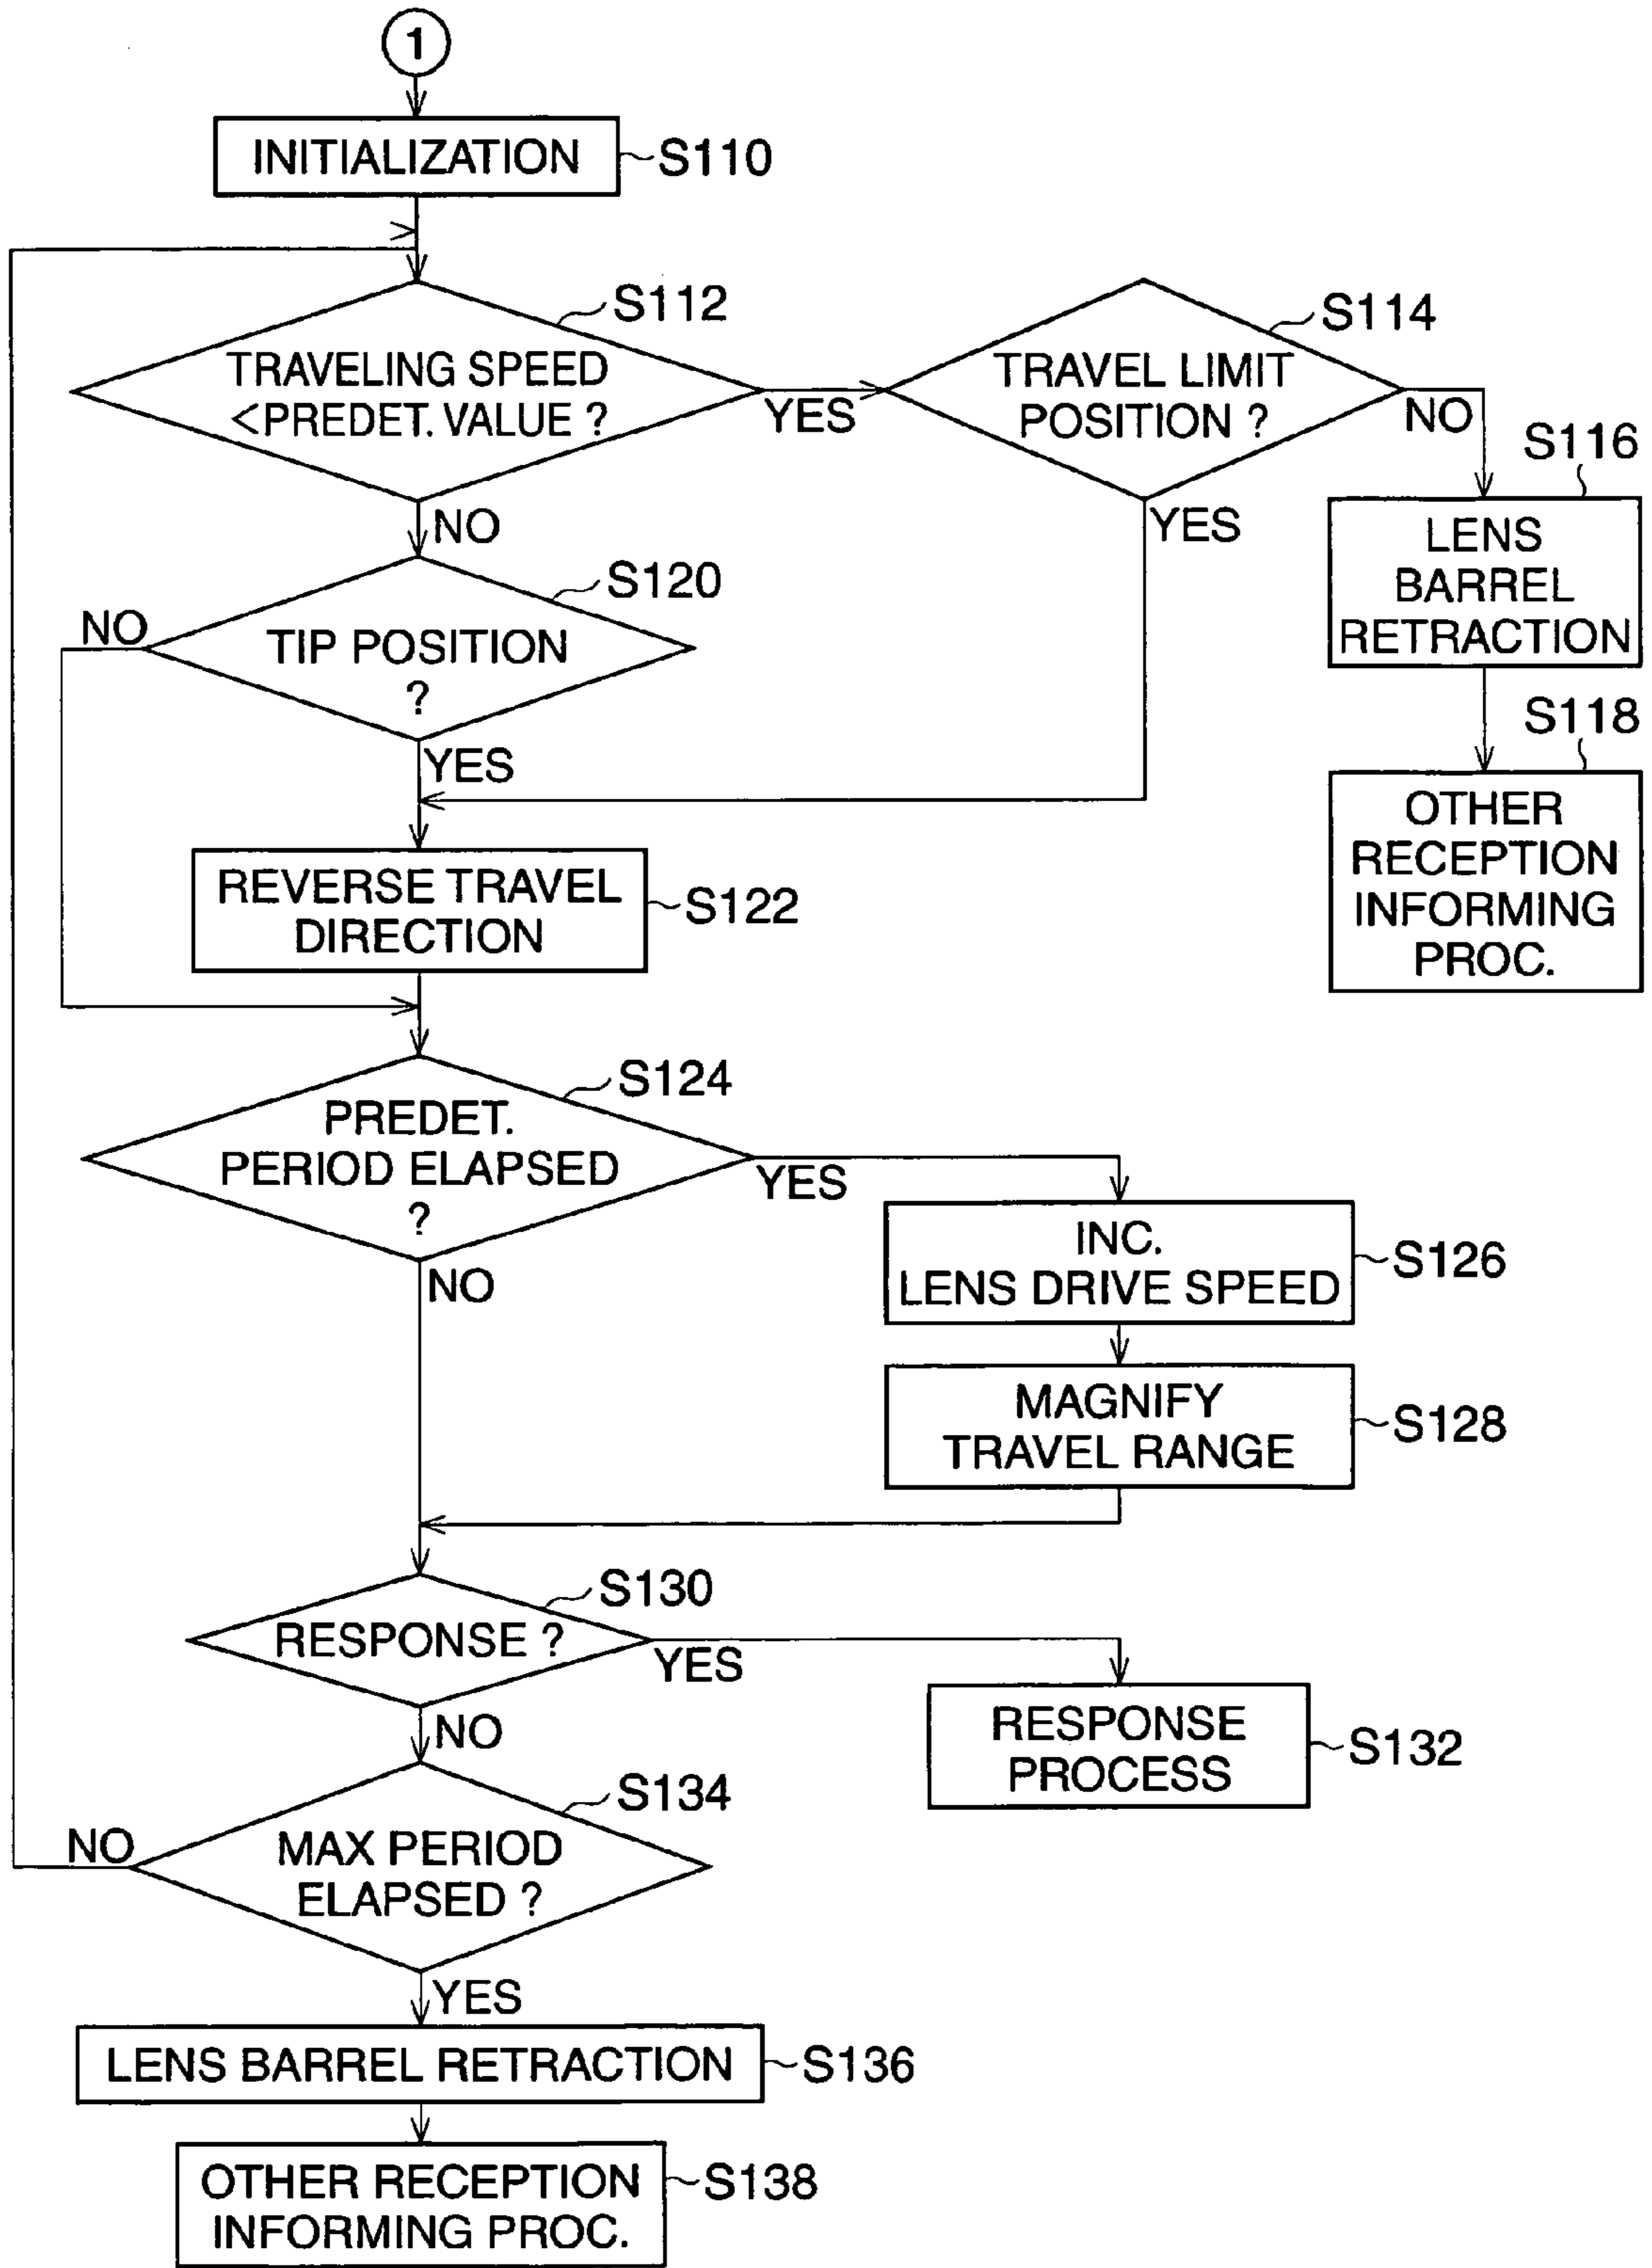 1
INITIALIZATION
S110
S112
TRAVELING SPEED
<PREDET. VALUE ?
YES
NO
S114
TRAVEL LIMIT
POSITION ?
NO
YES
S116
LENS
BARREL
RETRACTION
S118
OTHER
RECEPTION
INFORMING
PROC.
S120
NO
TIP POSITION
?
YES
REVERSE TRAVEL
DIRECTION
S122
S124
PREDET.
PERIOD ELAPSED
?
YES
NO
INC.
LENS DRIVE SPEED
S126
MAGNIFY
TRAVEL RANGE
S128
S130
RESPONSE ?
YES
NO
RESPONSE
PROCESS
S132
S134
NO
MAX PERIOD
ELAPSED ?
YES
LENS BARREL RETRACTION
S136
OTHER RECEPTION
INFORMING PROC.
S138